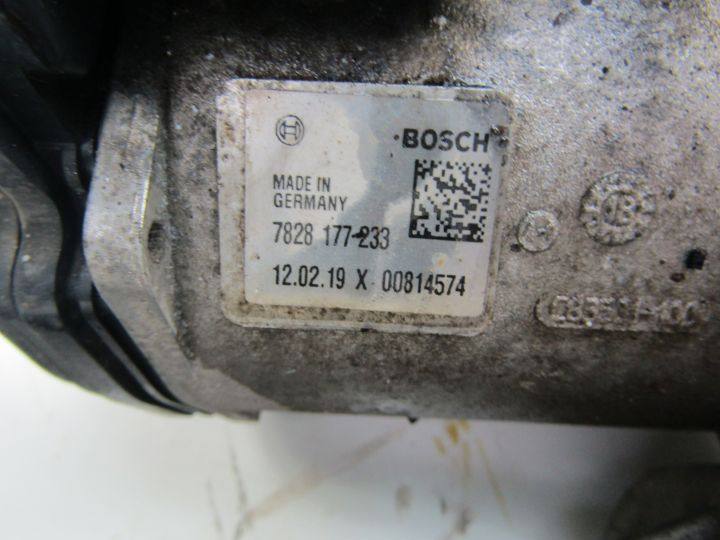 BOSCH
MADE IN
GERMANY
7828 177-233
12.02.19 X 00814574